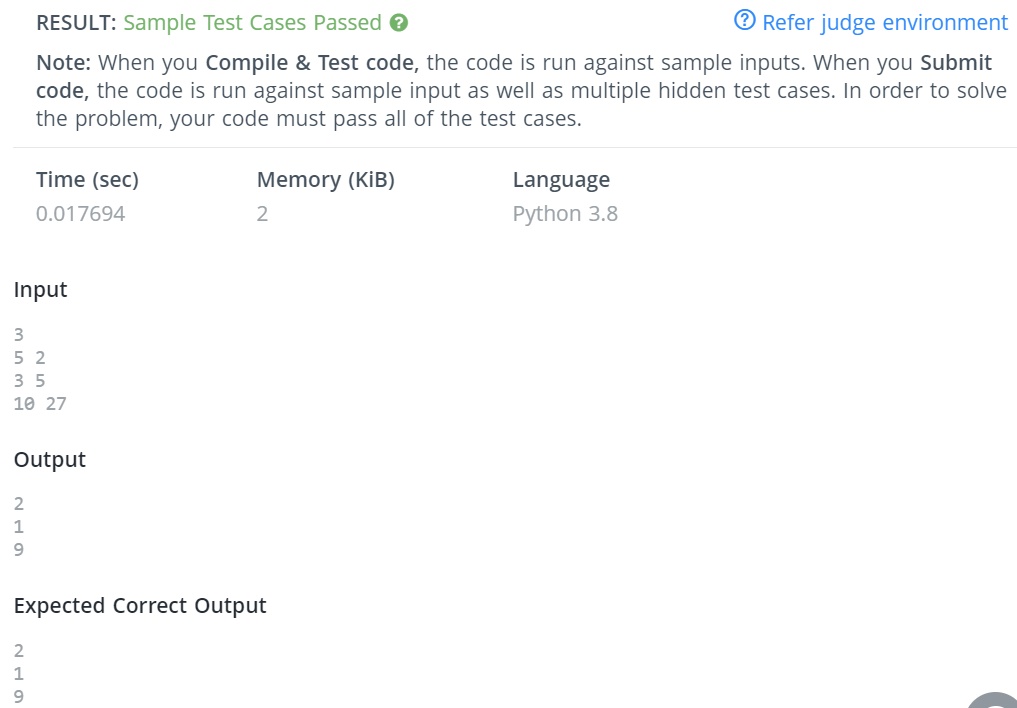 RESULT: Sample Test Cases Passed ?
? Refer judge environment
Note: When you Compile & Test code, the code is run against sample inputs. When you Submit
code, the code is run against sample input as well as multiple hidden test cases. In order to solve
the problem, your code must pass all of the test cases.
Time (sec) Memory (KiB) Language
0.017694 2 Python 3.8
Input
3
5 2
3 5
10 27
Output
2
1
9
Expected Correct Output
2
1
9